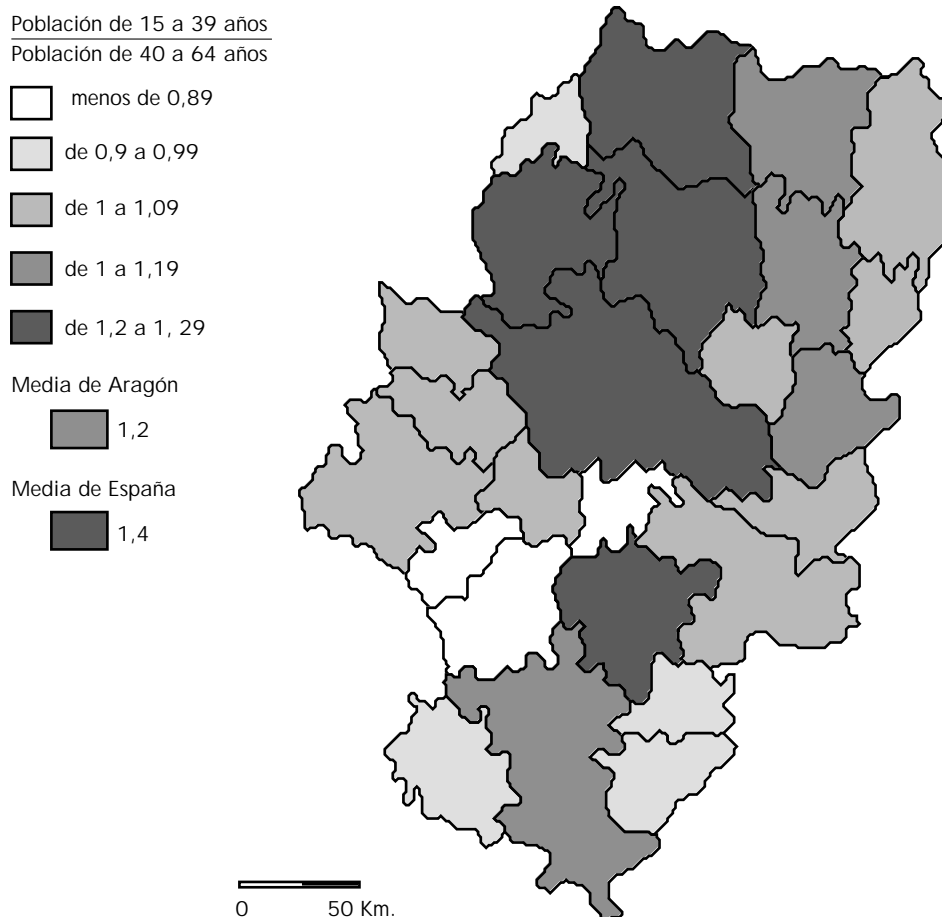 Población de 15 a 39 años
Población de 40 a 64 años
menos de 0,89
de 0,9 a 0,99
de 1 a 1,09
de 1 a 1,19
de 1,2 a 1, 29
Media de Aragón
1,2
Media de España
1,4
0 50 Km.